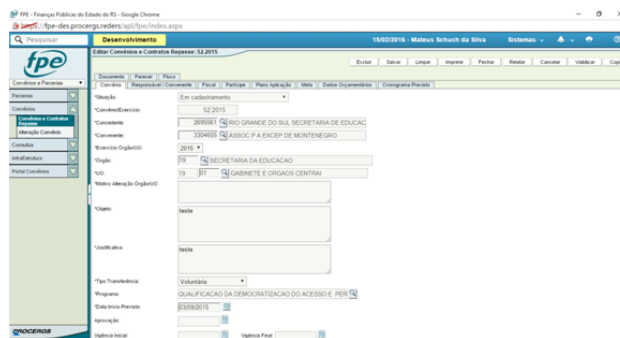 FPE - Finanças Públicas do Estado do RS - Google Chrome
https://fpe-des.procergs.reders/apl/fpe/index.aspx
Pesquisar
Desenvolvimento
15/02/2016 - Mateus Schuch da Silva
Sistemas
Editar Convênios e Contratos Repasse: 52.2015
fpe
Excluir Salvar Limpar Imprimir Fechar Relatar Cancelar Validar
Documento Parecer Fluxo
Convênios e Parcerias
Convênio Responsável / Convenente Fiscal Partícipe Plano Aplicação Meta Dados Orçamentários Cronograma Previsto
Parcerias
Convênios
Convênios e Contratos Repasse
Alteração Convênio
Consultas
InfraEstrutura
Portal Convênios
*Situação: Em cadastramento
*Convênio/Exercício: 52/2015
*Concedente: 2695561 RIO GRANDE DO SUL SECRETARIA DE EDUCAC
*Convenente: 3304655 ASSOC P A EXCEP DE MONTENEGRO
*Exercício Órgão/UO: 2015
*Órgão: 19 SECRETARIA DA EDUCACAO
*UO: 19 01 GABINETE E ORGAOS CENTRAI
*Motivo Alteração Órgão/UO:
*Objeto: teste
*Justificativa: teste
*Tipo Transferência: Voluntária
*Programa: QUALIFICACAO DA DEMOCRATIZACAO DO ACESSO E PER
*Data Início Prevista: 03/09/2015
Aprovação:
Vigência Inicial: Vigência Final:
PROCERGS